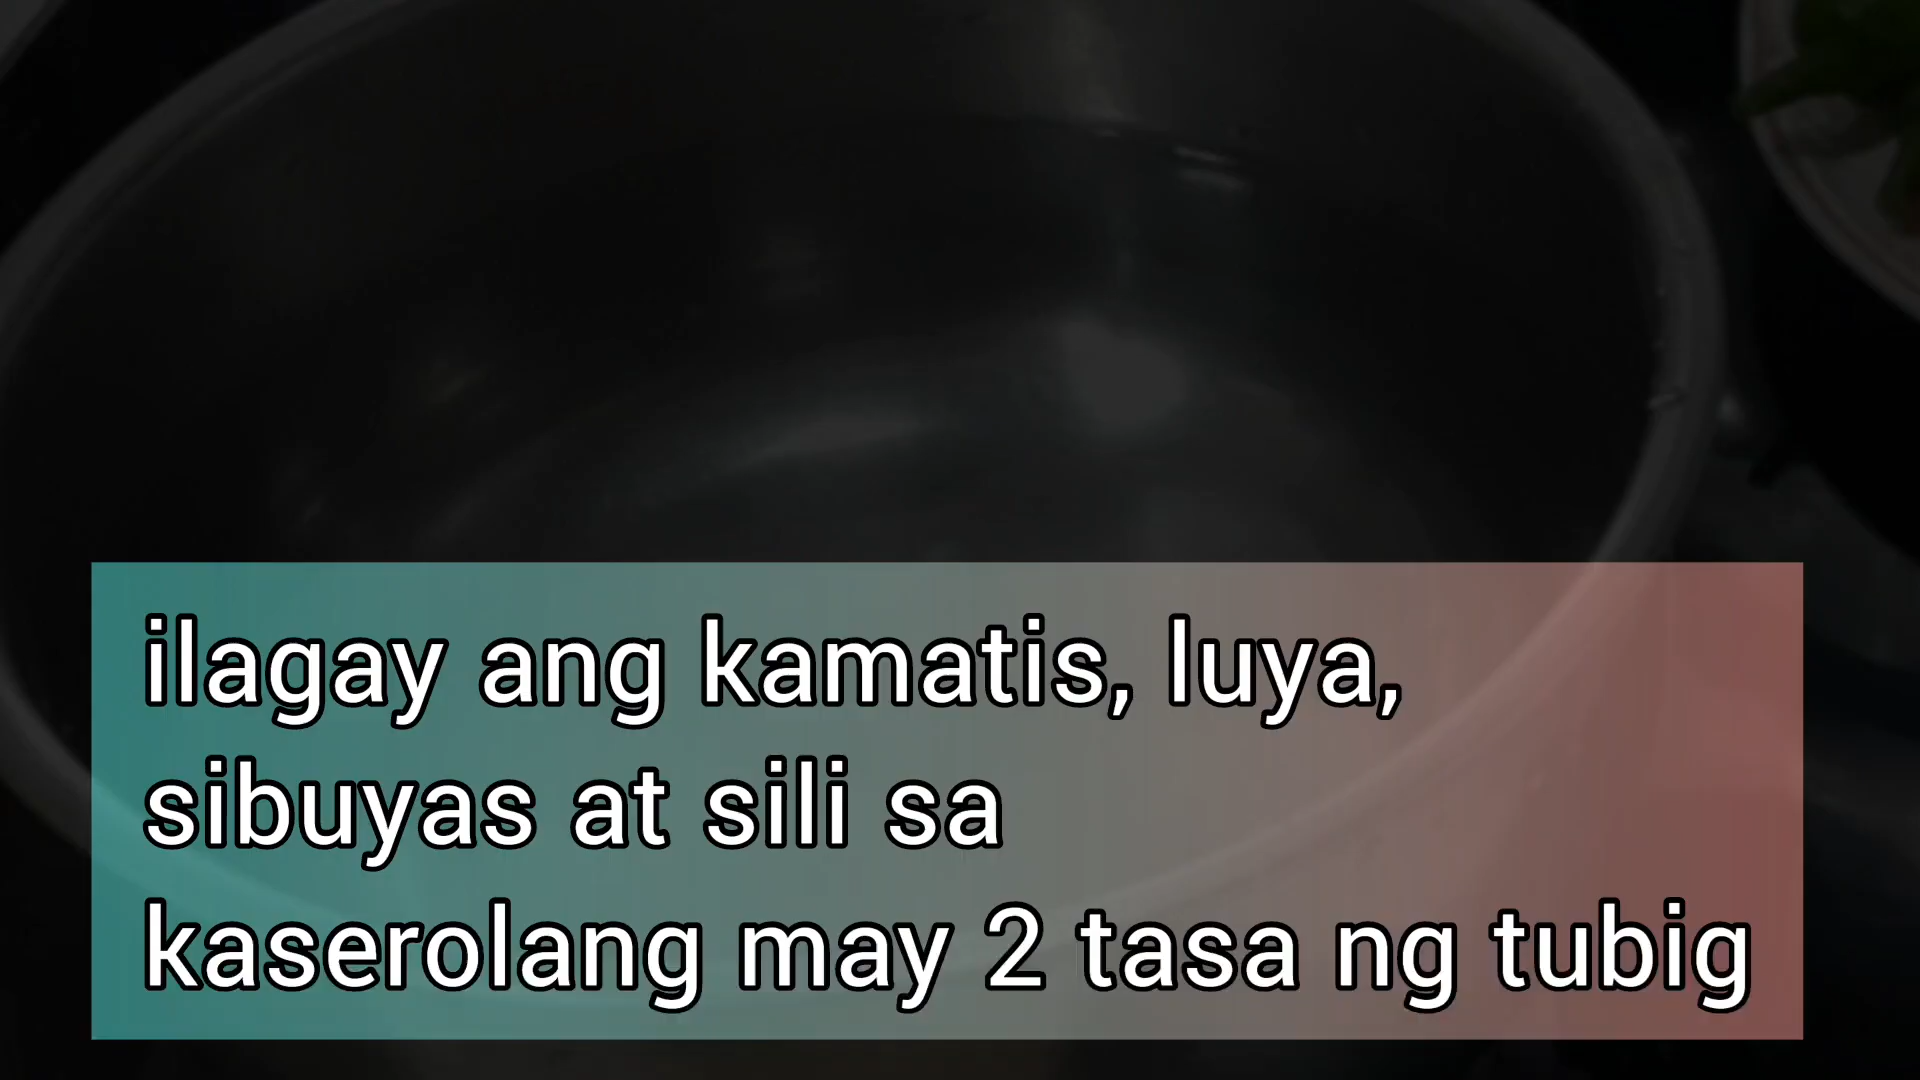 ilagay ang kamatis, luya,
sibuyas at sili sa
kaserolang may 2 tasa ng tubig